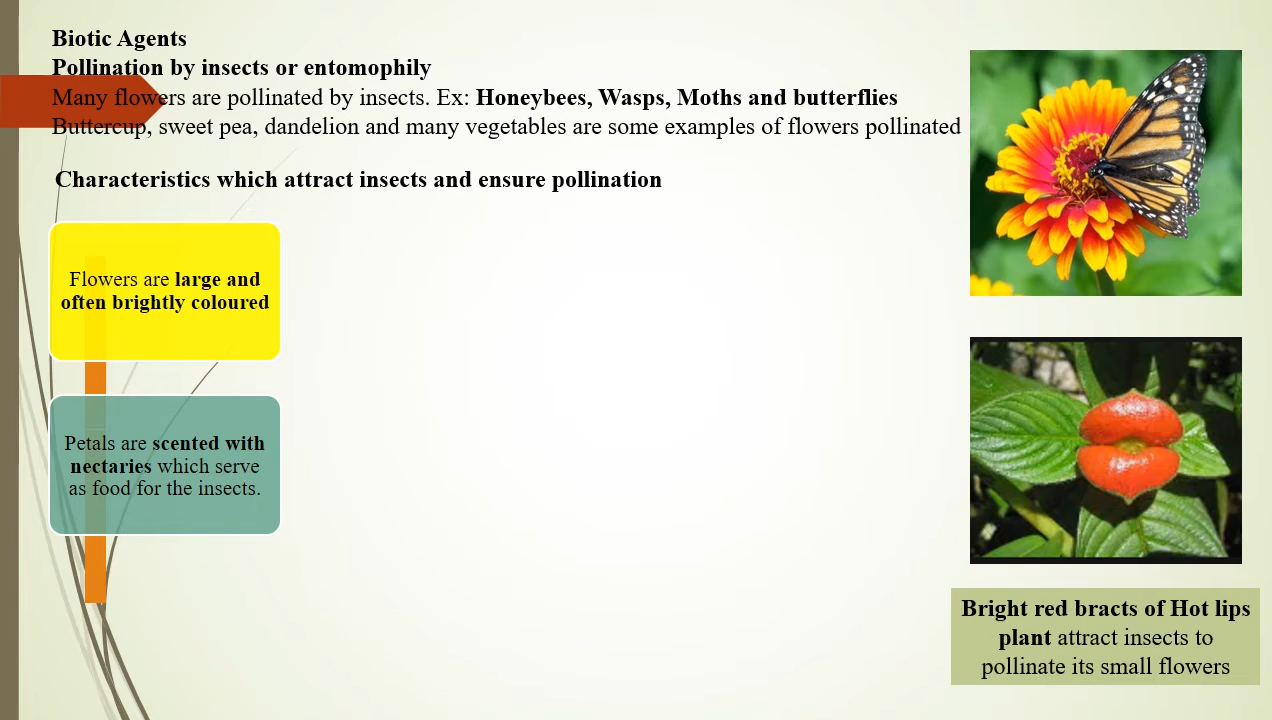 Biotic Agents
Pollination by insects or entomophily
Many flowers are pollinated by insects. Ex: Honeybees, Wasps, Moths and butterflies
Buttercup, sweet pea, dandelion and many vegetables are some examples of flowers pollinated
Characteristics which attract insects and ensure pollination
Flowers are large and
often brightly coloured
Petals are scented with
nectaries which serve
as food for the insects.
Bright red bracts of Hot lips
plant attract insects to
pollinate its small flowers